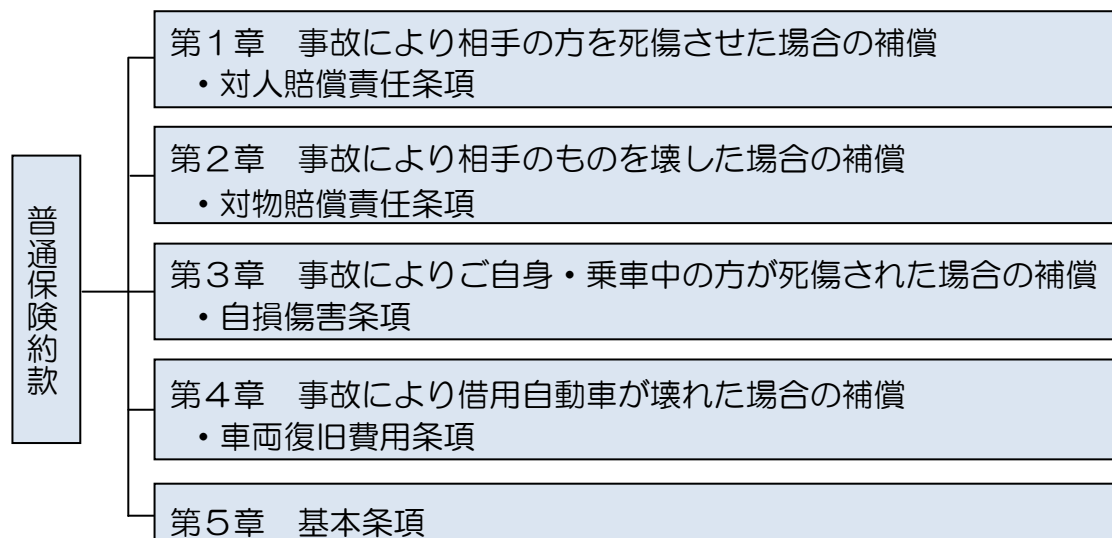 普通保険約款
第１章　事故により相手の方を死傷させた場合の補償
・対人賠償責任条項
第２章　事故により相手のものを壊した場合の補償
・対物賠償責任条項
第３章　事故によりご自身・乗車中の方が死傷された場合の補償
・自損傷害条項
第４章　事故により借用自動車が壊れた場合の補償
・車両復旧費用条項
第５章　基本条項